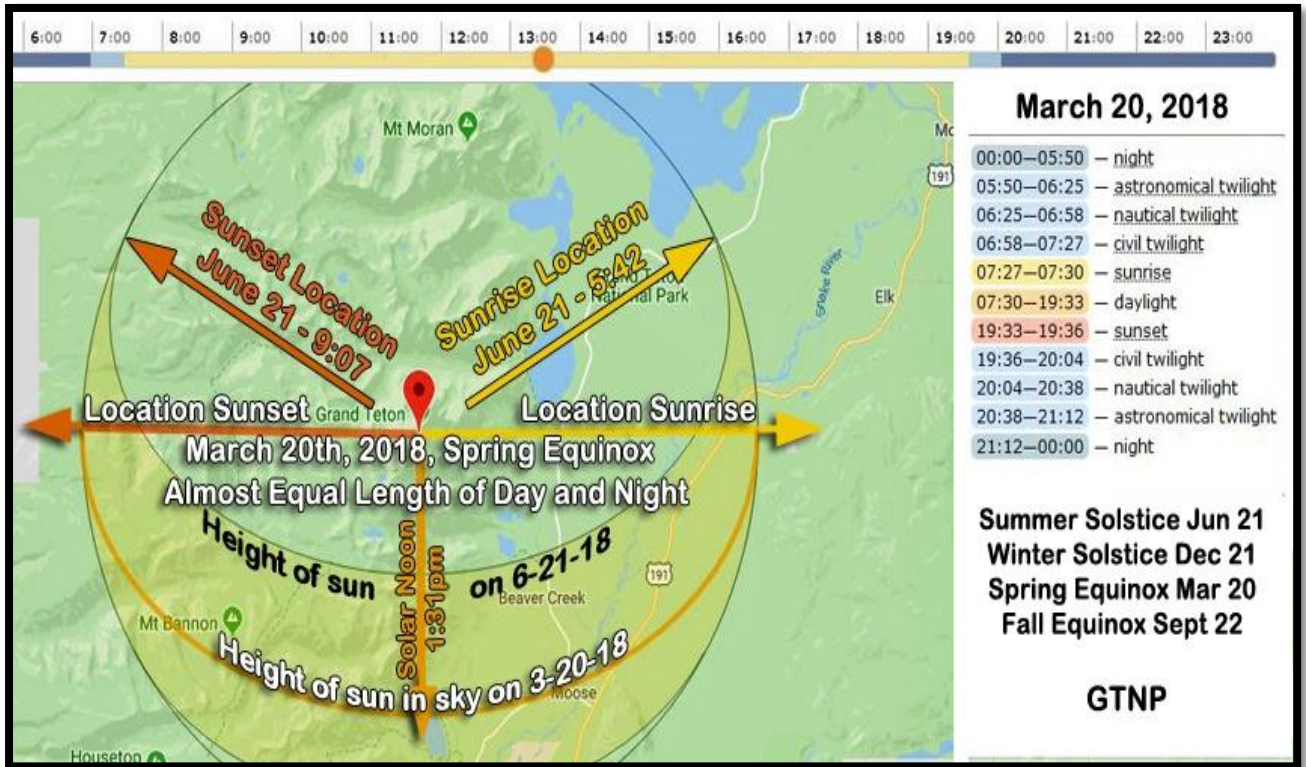 6:00 7:00 8:00 9:00 10:00 11:00 12:00 13:00 14:00 15:00 16:00 17:00 18:00 19:00 20:00 21:00 22:00 23:00
March 20, 2018
00:00—05:50 — night
05:50—06:25 — astronomical twilight
06:25—06:58 — nautical twilight
06:58—07:27 — civil twilight
07:27—07:30 — sunrise
07:30—19:33 — daylight
19:33—19:36 — sunset
19:36—20:04 — civil twilight
20:04—20:38 — nautical twilight
20:38—21:12 — astronomical twilight
21:12—00:00 — night
Summer Solstice Jun 21
Winter Solstice Dec 21
Spring Equinox Mar 20
Fall Equinox Sept 22
GTNP
Mt Moran
191
Sunset Location
June 21 - 9:07
Sunrise Location
June 21 - 5:42
National Park
Snake River
Elk
Location Sunset
Grand Teton
Location Sunrise
March 20th, 2018, Spring Equinox
Almost Equal Length of Day and Night
Height of sun on 6-21-18
Solar Noon
1:31pm
191
Beaver Creek
Mt Bannon
Height of sun in sky on 3-20-18
Moose
Houseton